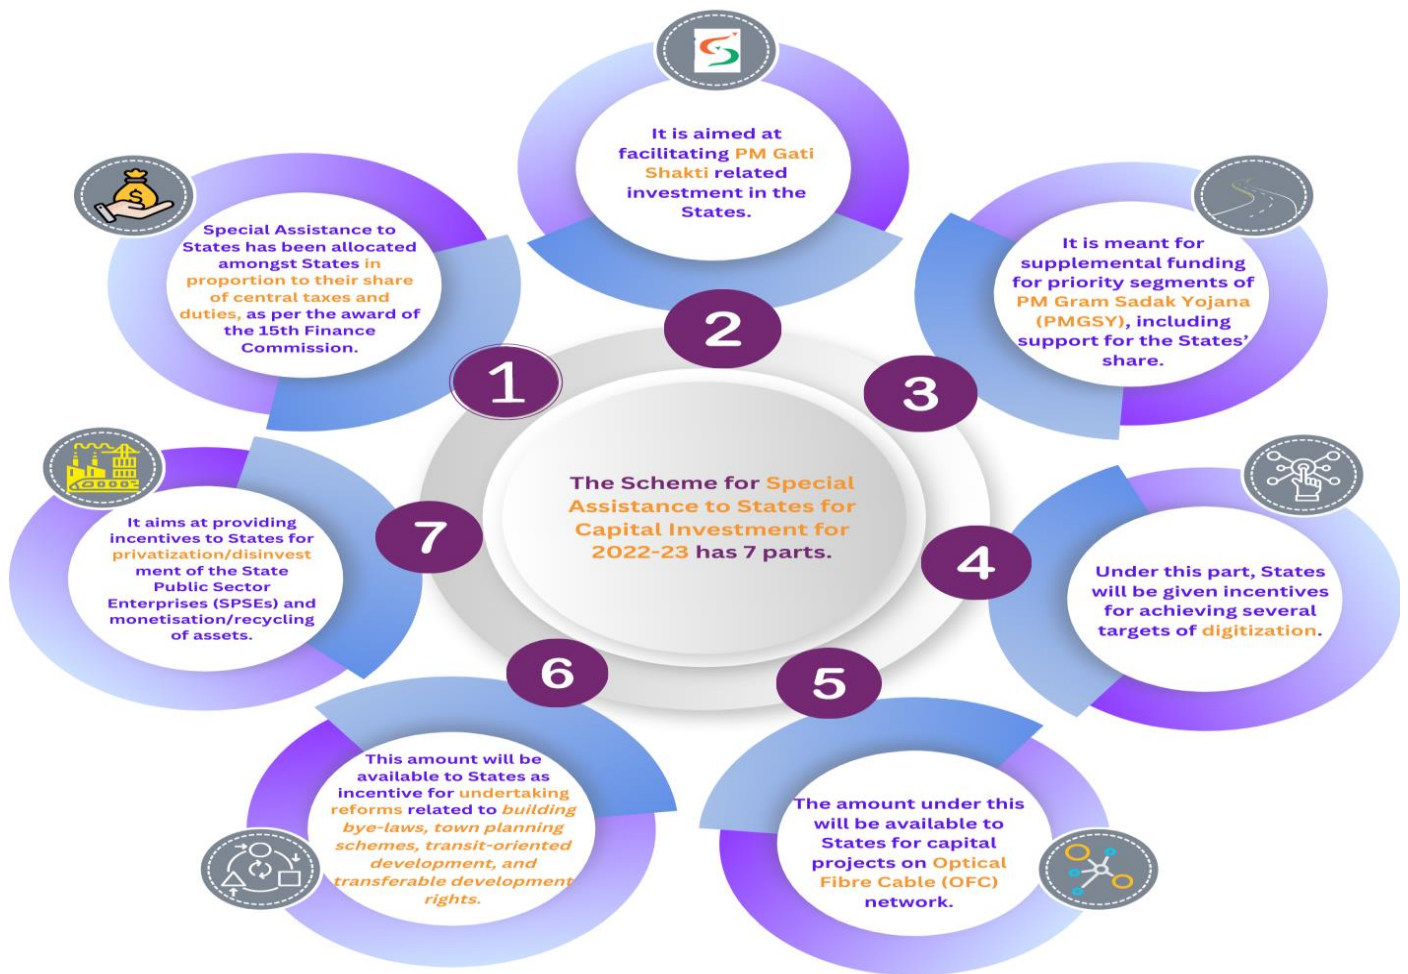 The Scheme for Special
Assistance to States for
Capital Investment for
2022-23 has 7 parts.
1
Special Assistance to
States has been allocated
amongst States in
proportion to their share
of central taxes and
duties, as per the award of
the 15th Finance
Commission.
2
It is aimed at
facilitating PM Gati
Shakti related
investment in the
States.
3
It is meant for
supplemental funding
for priority segments of
PM Gram Sadak Yojana
(PMGSY), including
support for the States’
share.
4
Under this part, States
will be given incentives
for achieving several
targets of digitization.
5
The amount under this
will be available to
States for capital
projects on Optical
Fibre Cable (OFC)
network.
6
This amount will be
available to States as
incentive for undertaking
reforms related to building
bye-laws, town planning
schemes, transit-oriented
development, and
transferable development
rights.
7
It aims at providing
incentives to States for
privatization/disinvest
ment of the State
Public Sector
Enterprises (SPSEs) and
monetisation/recycling
of assets.
$